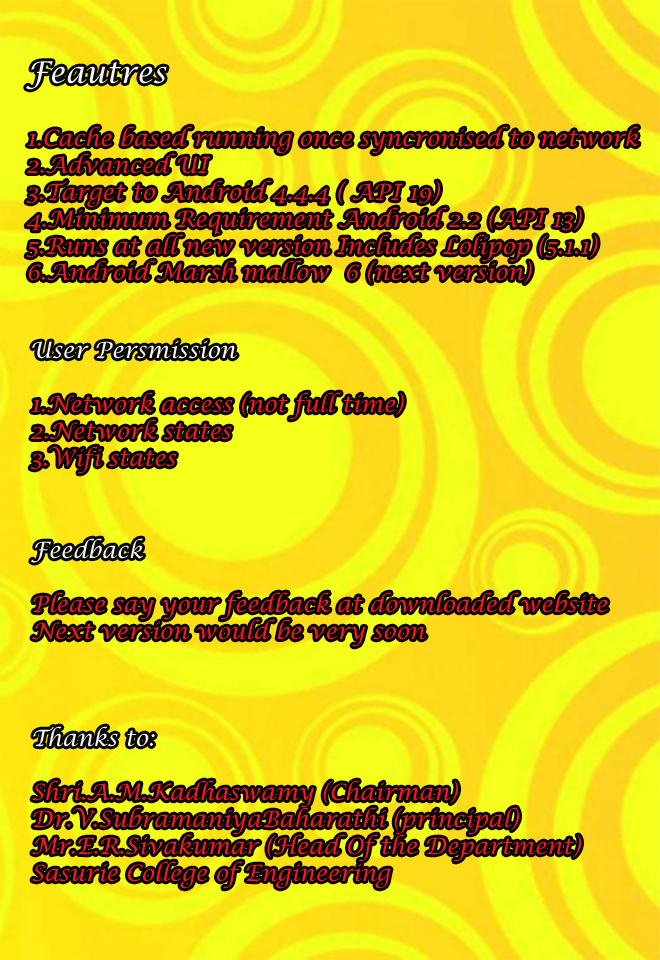 Feautres
1.Cache based running once syncronised to network
2.Advanced UI
3.Target to Android 4.4.4 ( API 19)
4.Minimum Requirement Android 2.2 (API 13)
5.Runs at all new version Includes Lolipop (5.1.1)
6.Android Marsh mallow  6 (next version)
User Persmission
1.Network access (not full time)
2.Network states
3.Wifi states
Feedback
Please say your feedback at downloaded website
Next version would be very soon
Thanks to:
Shri.A.M.Kadhaswamy (Chairman)
Dr.V.SubramaniyaBaharathi (principal)
Mr.E.R.Sivakumar (Head Of the Department)
Sasurie College of Engineering